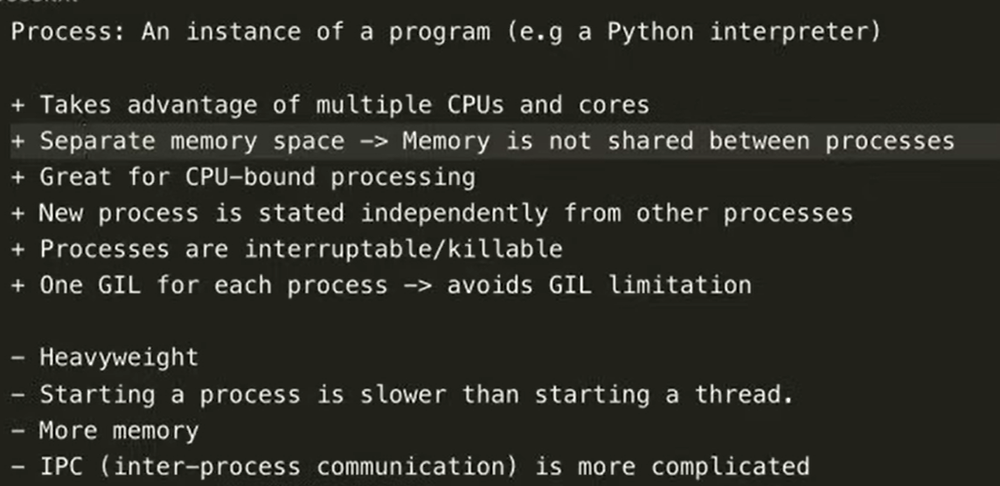 Process: An instance of a program (e.g a Python interpreter)
+ Takes advantage of multiple CPUs and cores
+ Separate memory space -> Memory is not shared between processes
+ Great for CPU-bound processing
+ New process is stated independently from other processes
+ Processes are interruptable/killable
+ One GIL for each process -> avoids GIL limitation
- Heavyweight
- Starting a process is slower than starting a thread.
- More memory
- IPC (inter-process communication) is more complicated